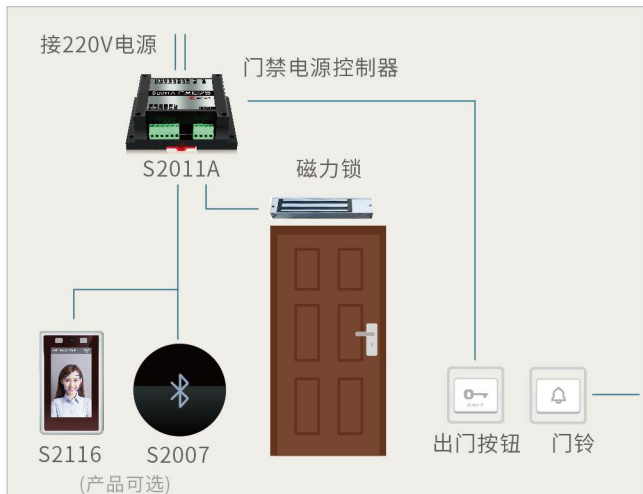 接220V电源
门禁电源控制器
S2011A
磁力锁
EXIT
出门按钮
门铃
S2116
S2007
(产品可选)